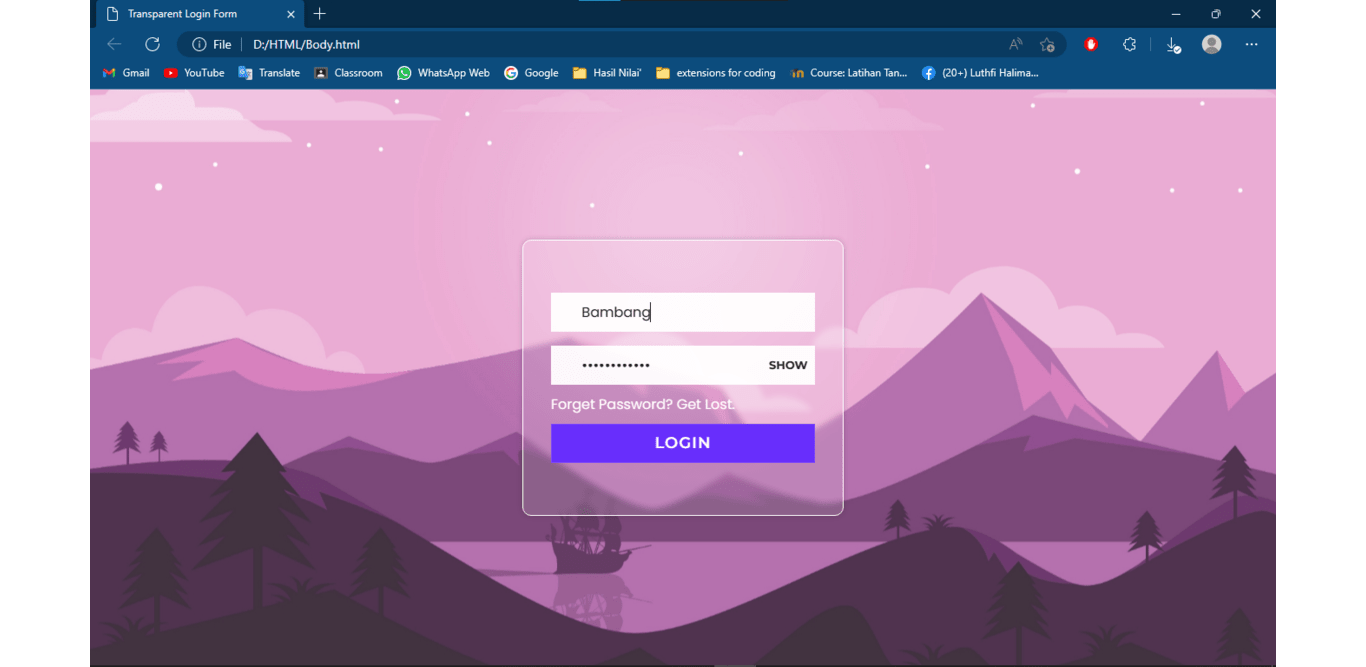 Transparent Login Form
File D:/HTML/Body.html
Gmail YouTube Translate Classroom WhatsApp Web Google Hasil Nilai' extensions for coding Course: Latihan Tan... (20+) Luthfi Halima...
Bambang
•••••••••••• SHOW
Forget Password? Get Lost.
LOGIN